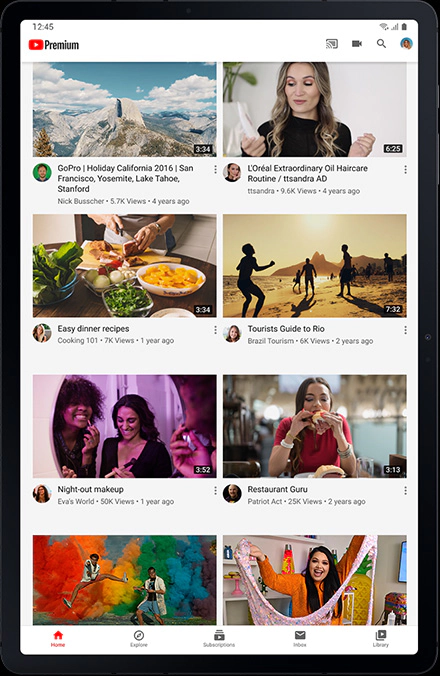 12:45
Premium
3:34
6:25
GoPro | Holiday California 2016 | San
Francisco, Yosemite, Lake Tahoe,
Stanford
Nick Busscher • 5.7K Views • 4 years ago
L'Oréal Extraordinary Oil Haircare
Routine / ttsandra AD
ttsandra • 9.6K Views • 4 years ago
3:34
7:32
Easy dinner recipes
Cooking 101 • 7K Views • 1 year ago
Tourists Guide to Rio
Brazil Tourism • 6K Views • 2 years ago
3:52
3:13
Night-out makeup
Eva's World • 50K Views • 1 year ago
Restaurant Guru
Patriot Act • 25K Views • 2 years ago
Home
Explore
Subscriptions
Inbox
Library